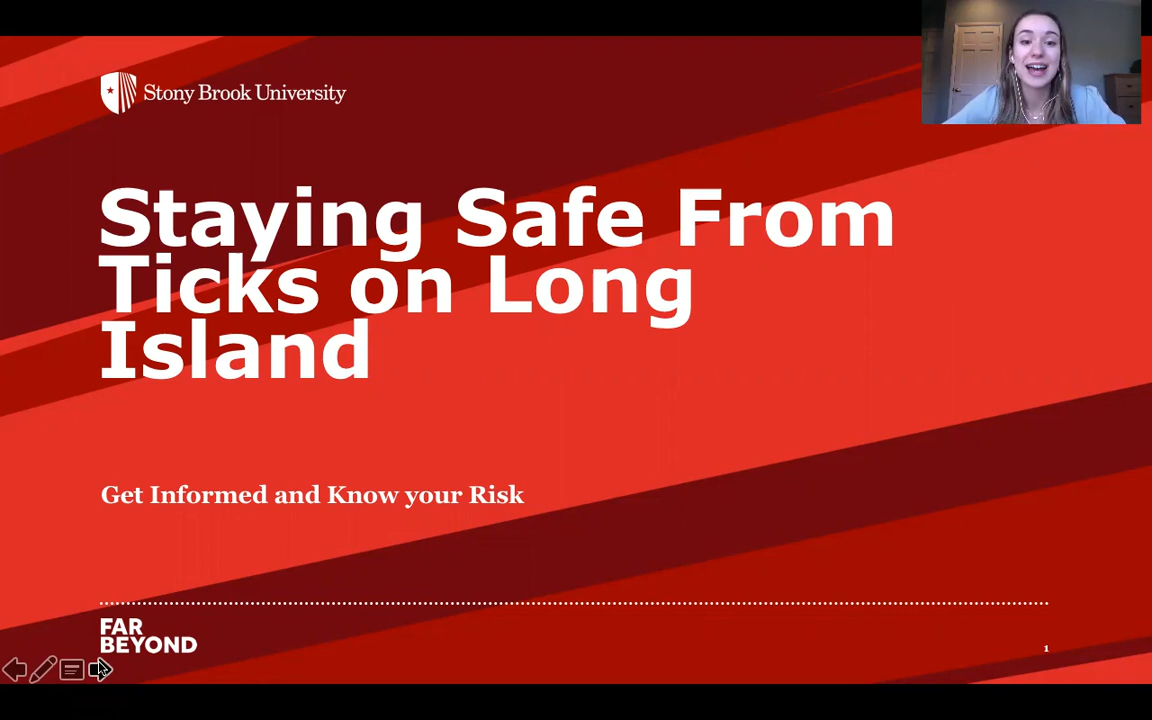 Stony Brook University
Staying Safe From
Ticks on Long
Island
Get Informed and Know your Risk
FAR
BEYOND
1